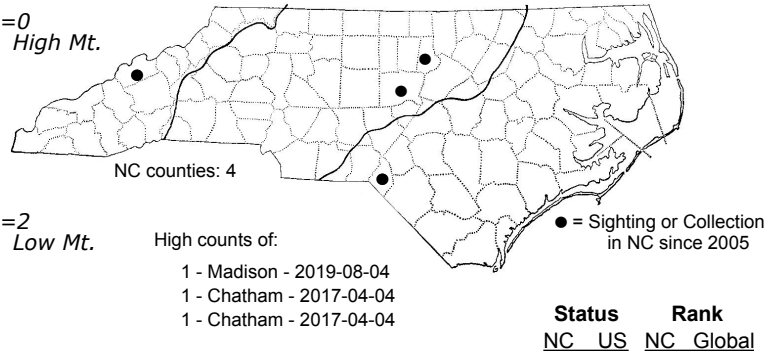 =0
High Mt.
NC counties: 4
=2
Low Mt.
High counts of:
1 - Madison - 2019-08-04
1 - Chatham - 2017-04-04
1 - Chatham - 2017-04-04
● = Sighting or Collection
in NC since 2005
Status Rank
NC US NC Global